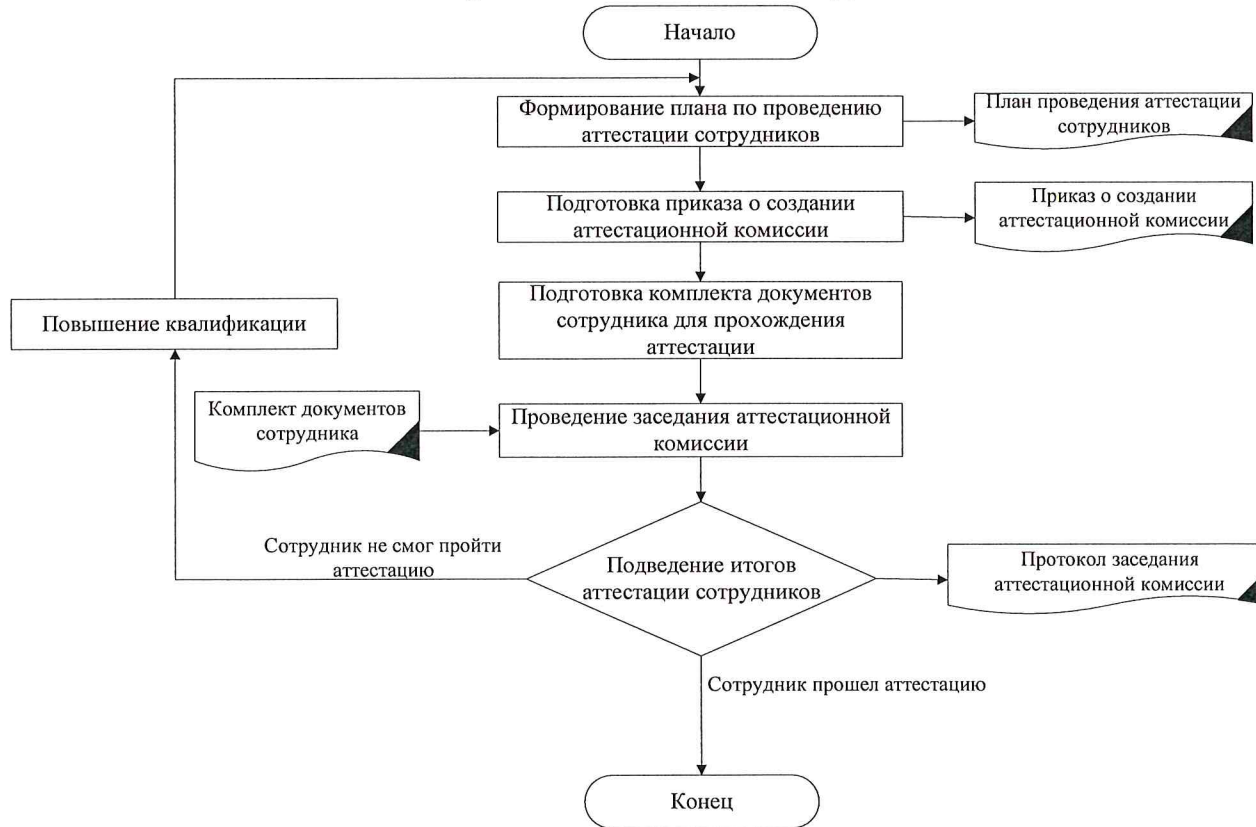 Начало
Формирование плана по проведению
аттестации сотрудников
План проведения аттестации
сотрудников
Подготовка приказа о создании
аттестационной комиссии
Приказ о создании
аттестационной комиссии
Подготовка комплекта документов
сотрудника для прохождения
аттестации
Повышение квалификации
Комплект документов
сотрудника
Проведение заседания аттестационной
комиссии
Сотрудник не смог пройти
аттестацию
Подведение итогов
аттестации сотрудников
Протокол заседания
аттестационной комиссии
Сотрудник прошел аттестацию
Конец